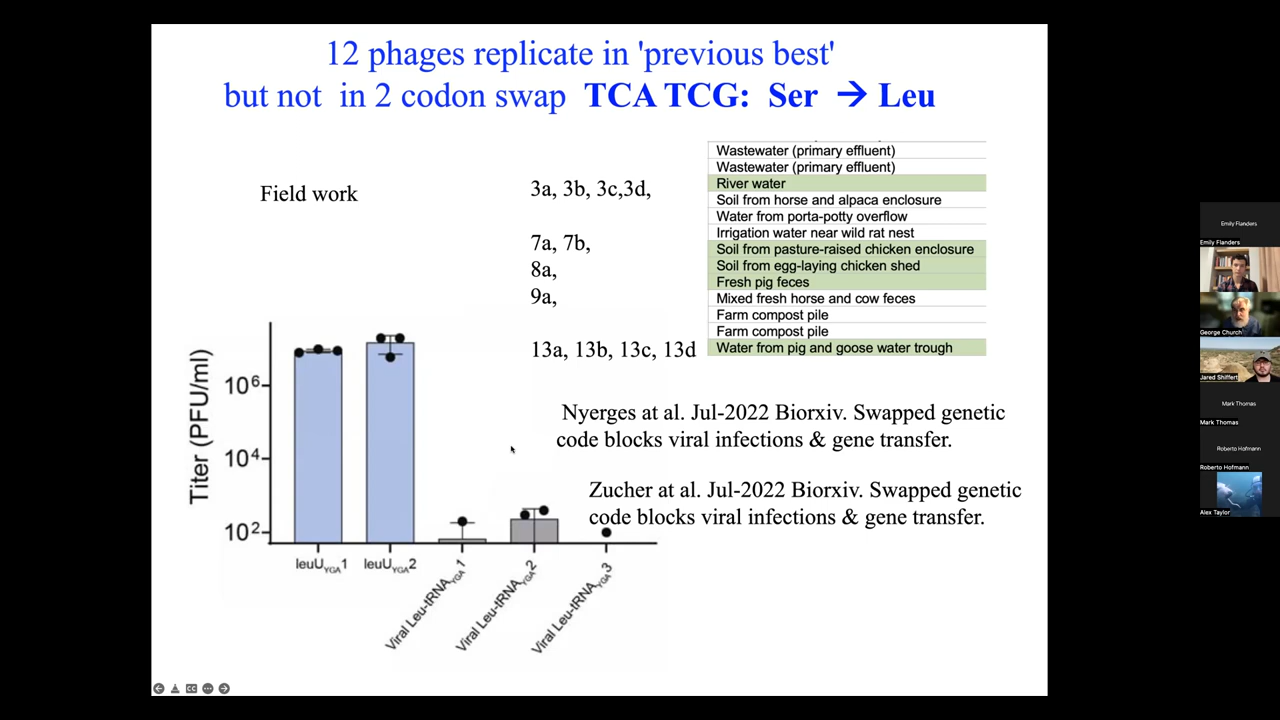 12 phages replicate in 'previous best'
but not in 2 codon swap TCA TCG: Ser → Leu
Field work
3a, 3b, 3c,3d,
7a, 7b,
8a,
9a,
13a, 13b, 13c, 13d
Wastewater (primary effluent)
Wastewater (primary effluent)
River water
Soil from horse and alpaca enclosure
Water from porta-potty overflow
Irrigation water near wild rat nest
Soil from pasture-raised chicken enclosure
Soil from egg-laying chicken shed
Fresh pig feces
Mixed fresh horse and cow feces
Farm compost pile
Farm compost pile
Water from pig and goose water trough
Titer (PFU/ml)
10⁶
10⁴
10²
leuU YGA 1
leuU YGA 2
Viral Leu-tRNA YGA 1
Viral Leu-tRNA YGA 2
Viral Leu-tRNA YGA 3
Nyerges at al. Jul-2022 Biorxiv. Swapped genetic
code blocks viral infections & gene transfer.
Zucher at al. Jul-2022 Biorxiv. Swapped genetic
code blocks viral infections & gene transfer.
Emily Flanders
Emily Flanders
George Church
Jared Shiffert
Mark Thomas
Mark Thomas
Roberto Hofmann
Roberto Hofmann
Alex Taylor